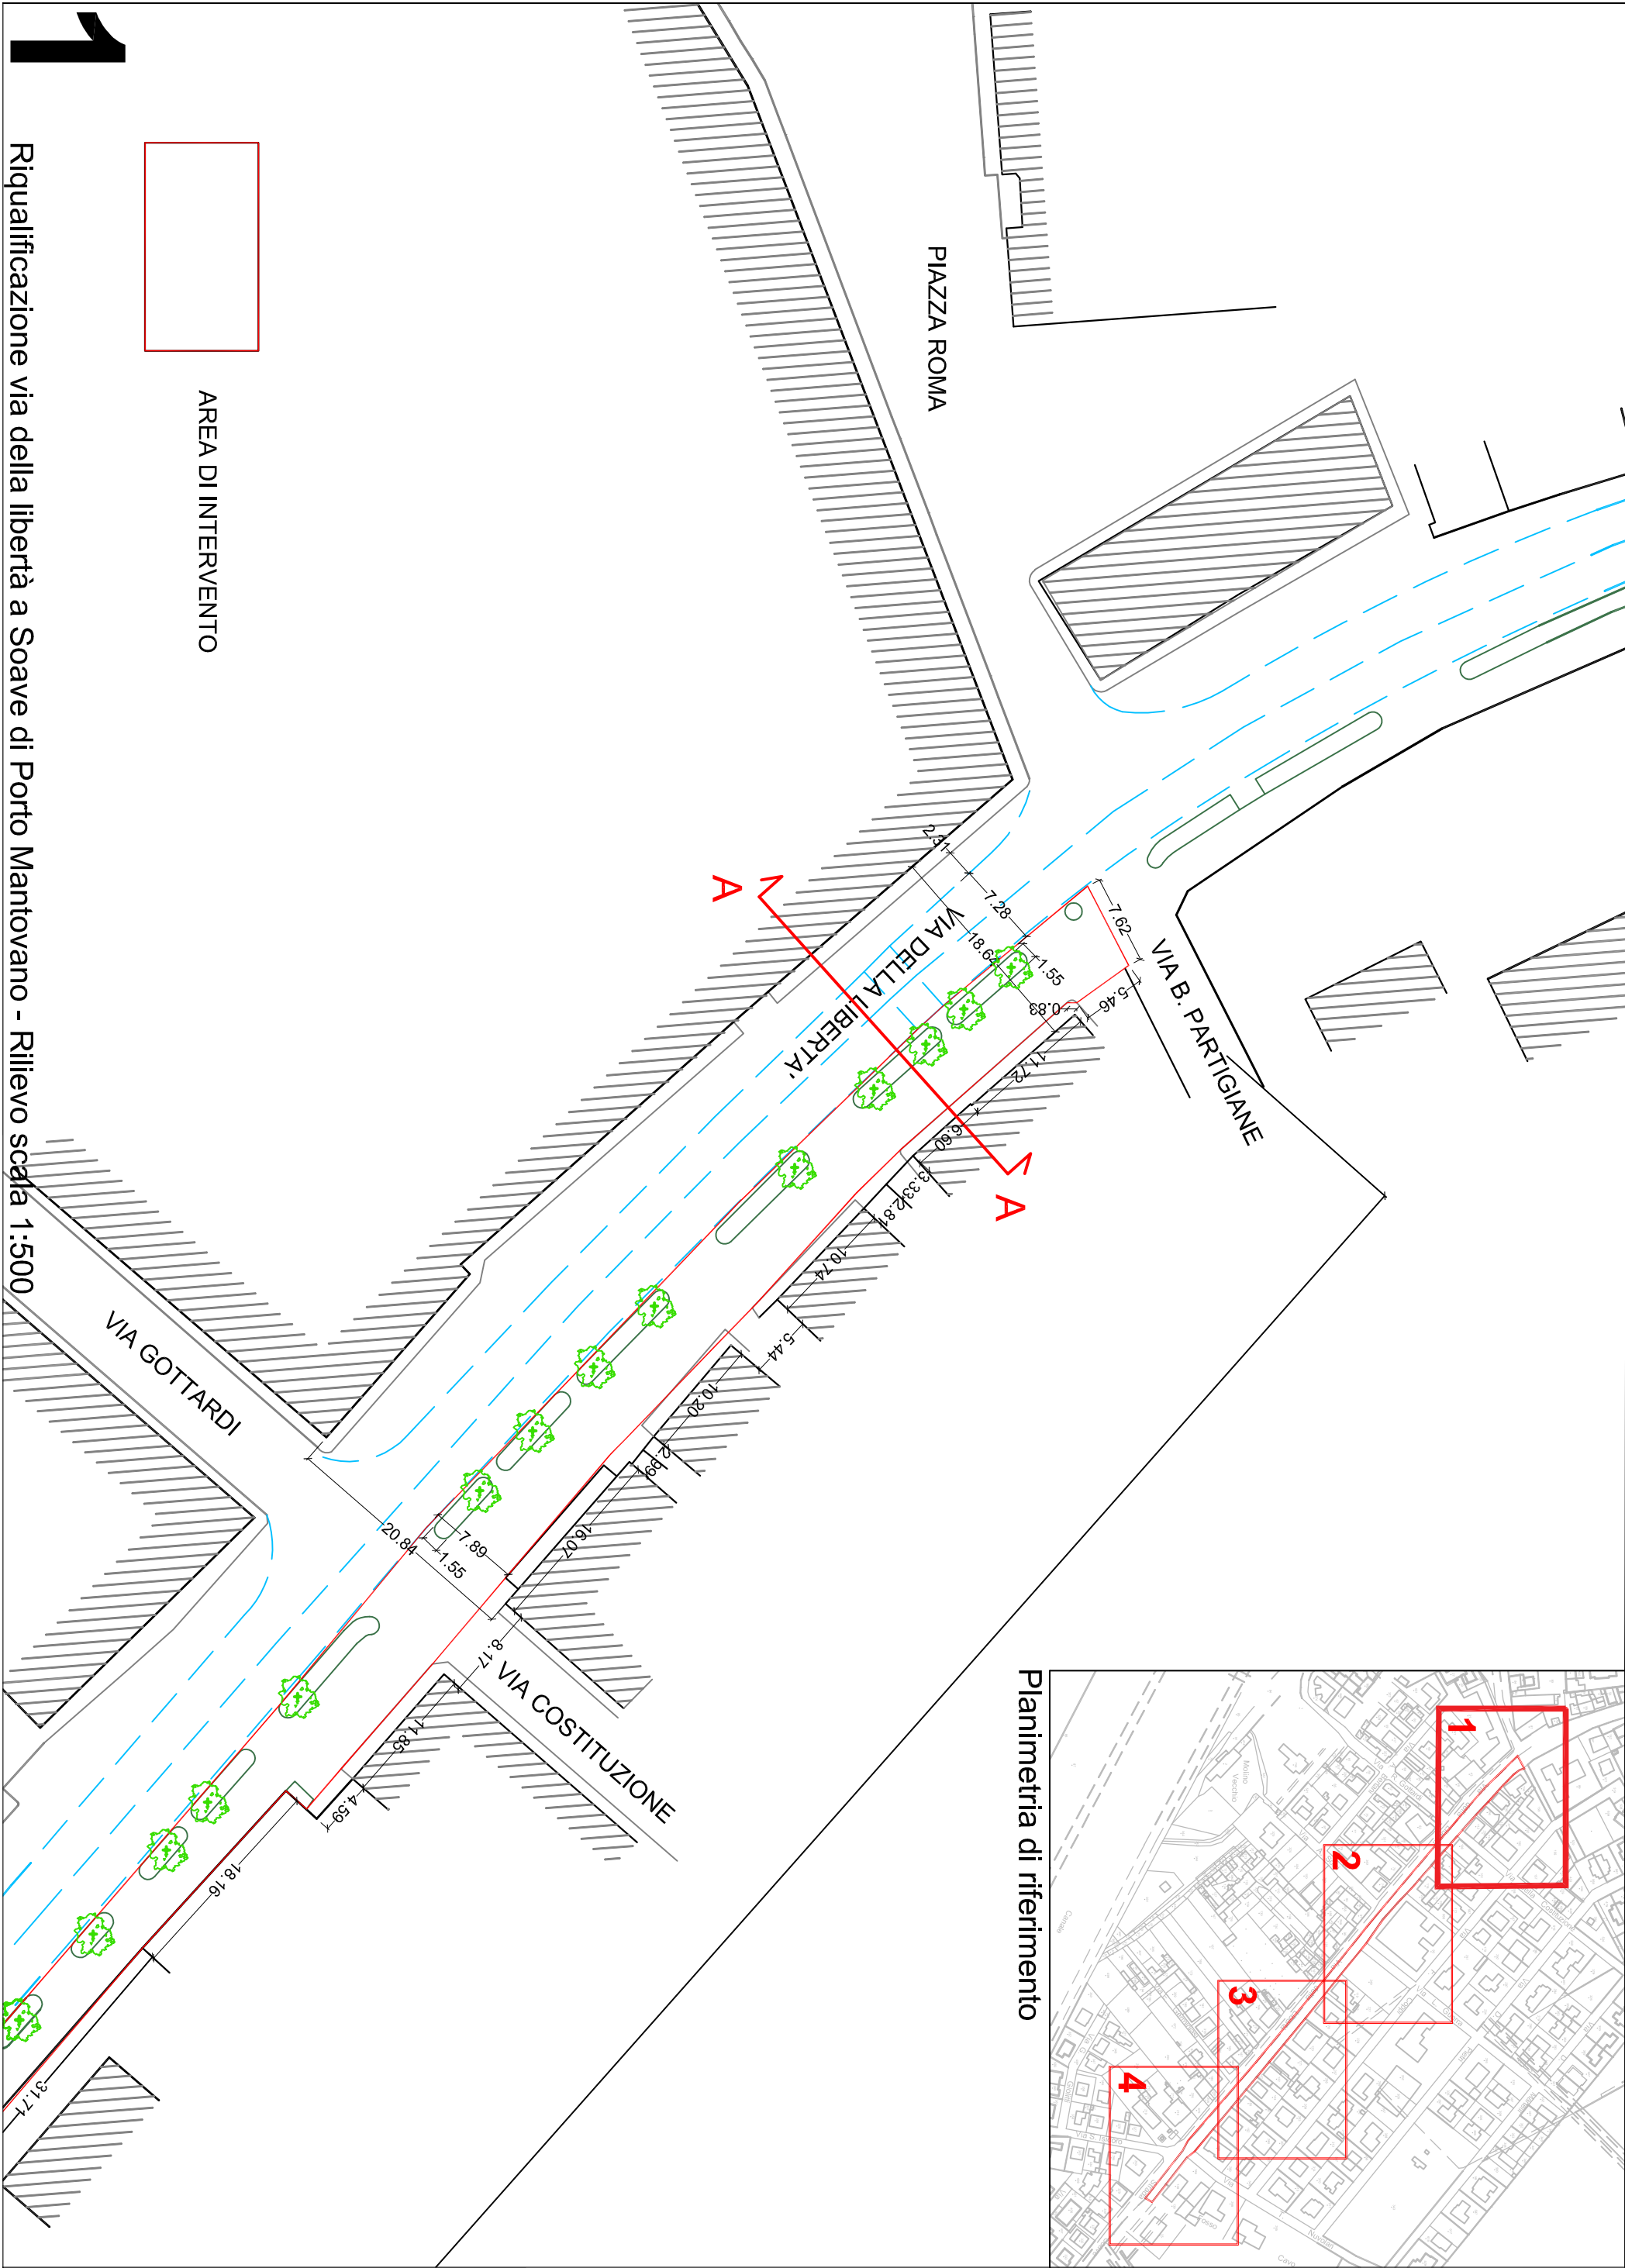 1
Riqualificazione via della libertà a Soave di Porto Mantovano - Rilievo scala 1:500
AREA DI INTERVENTO
PIAZZA ROMA
VIA DELLA LIBERTA'
VIA B. PARTIGIANE
VIA GOTTARDI
VIA COSTITUZIONE
A
A
2.31
7.28
18.64
1.55
7.62
5.46
0.83
11.72
6.60
3.33
2.81
10.74
5.44
10.20
2.99
16.07
7.89
1.55
20.84
8.17
11.85
4.59
18.16
31.71
Planimetria di riferimento
1
2
3
4